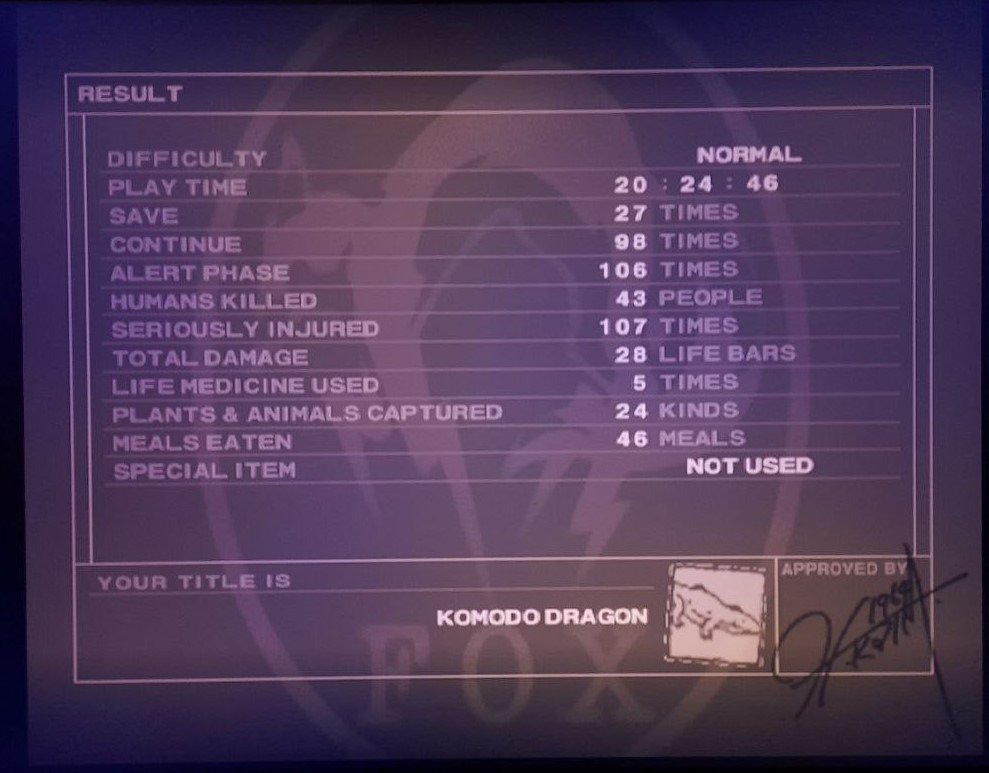 RESULT
DIFFICULTY NORMAL
PLAY TIME 20 : 24 : 46
SAVE 27 TIMES
CONTINUE 98 TIMES
ALERT PHASE 106 TIMES
HUMANS KILLED 43 PEOPLE
SERIOUSLY INJURED 107 TIMES
TOTAL DAMAGE 28 LIFE BARS
LIFE MEDICINE USED 5 TIMES
PLANTS & ANIMALS CAPTURED 24 KINDS
MEALS EATEN 46 MEALS
SPECIAL ITEM NOT USED
YOUR TITLE IS
KOMODO DRAGON
APPROVED BY
FOX